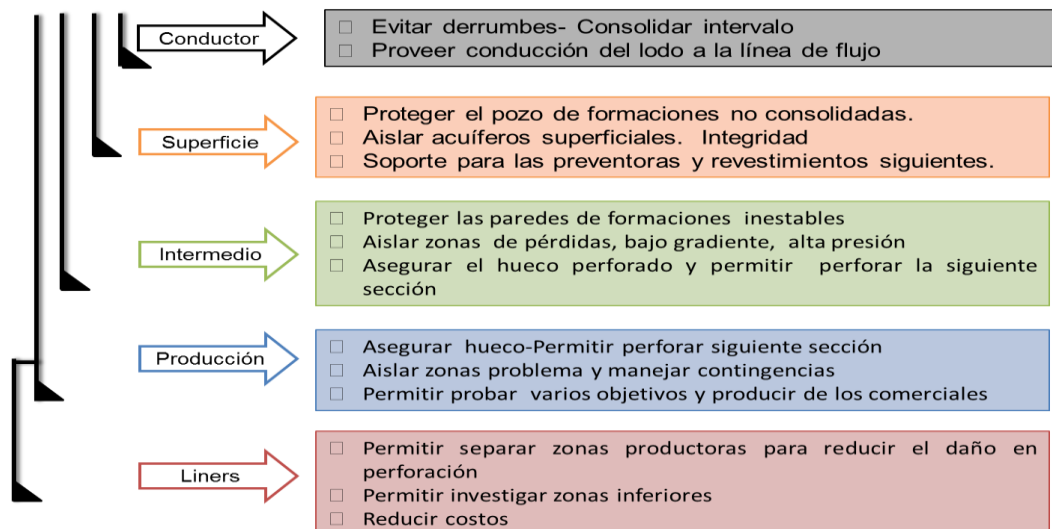 Conductor
□ Evitar derrumbes- Consolidar intervalo
□ Proveer conducción del lodo a la línea de flujo
Superficie
□ Proteger el pozo de formaciones no consolidadas.
□ Aislar acuíferos superficiales. Integridad
□ Soporte para las preventoras y revestimientos siguientes.
Intermedio
□ Proteger las paredes de formaciones inestables
□ Aislar zonas de pérdidas, bajo gradiente, alta presión
□ Asegurar el hueco perforado y permitir perforar la siguiente
sección
Producción
□ Asegurar hueco-Permitir perforar siguiente sección
□ Aislar zonas problema y manejar contingencias
□ Permitir probar varios objetivos y producir de los comerciales
Liners
□ Permitir separar zonas productoras para reducir el daño en
perforación
□ Permitir investigar zonas inferiores
□ Reducir costos